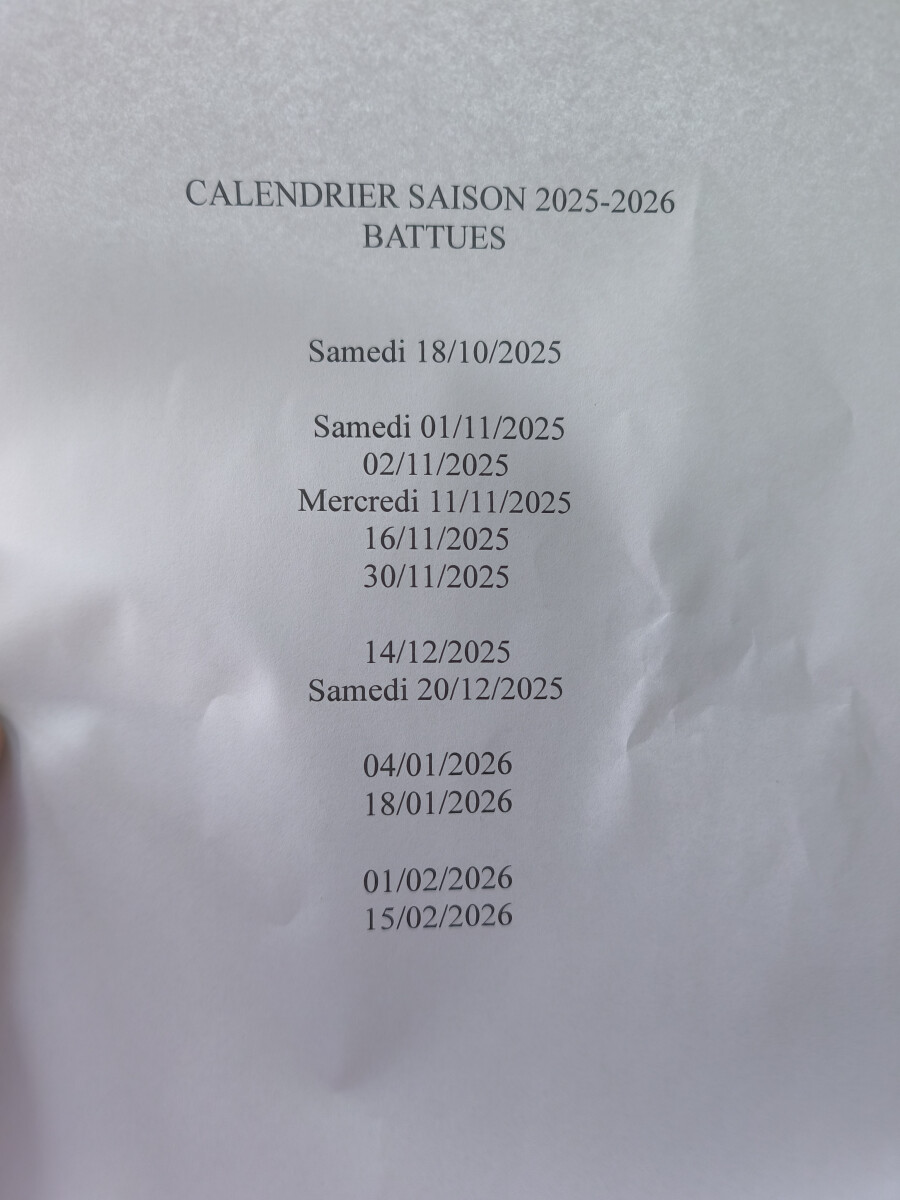 CALENDRIER SAISON 2025-2026
BATTUES
Samedi 18/10/2025
Samedi 01/11/2025
02/11/2025
Mercredi 11/11/2025
16/11/2025
30/11/2025
14/12/2025
Samedi 20/12/2025
04/01/2026
18/01/2026
01/02/2026
15/02/2026